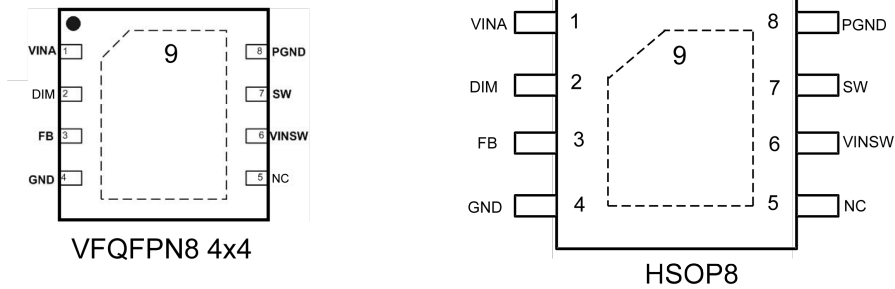 VINA 1 9 8 PGND
DIM 2 7 SW
FB 3 6 VINSW
GND 4 5 NC
VFQFPN8 4x4
VINA 1 9 8 PGND
DIM 2 7 SW
FB 3 6 VINSW
GND 4 5 NC
HSOP8